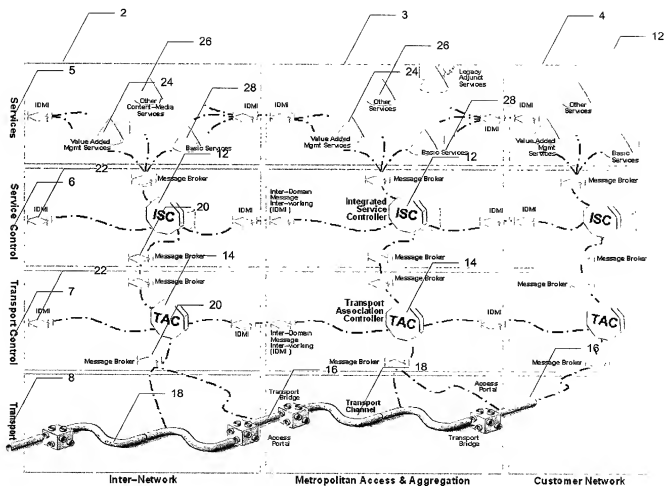 2
3
4
12
26
26
5
24
24
28
28
Services
IDMI
Other
Content-Media
Services
Value Added
Mgmt Services
Basic Services
IDMI
Other
Services
Legacy
Adjunct
Services
Value Added
Mgmt Services
Basic Services
IDMI
IDMI
Other
Services
Value Added
Mgmt
Services
Basic
Services
22
12
12
Message Broker
Message Broker
Message Broker
Service Control
6
IDMI
20
ISC
IDMI
Inter-Domain
Message
Inter-working
(IDMI)
Integrated
Service
Controller
ISC
IDMI
IDMI
ISC
Message Broker
Message Broker
Message Broker
22
14
14
Message Broker
Message Broker
Message Broker
Transport Control
7
IDMI
20
TAC
IDMI
Inter-Domain
Message
Inter-working
(IDMI)
Transport
Association
Controller
TAC
IDMI
TAC
Message Broker
Message Broker
Message Broker
Transport
8
18
16
18
16
Transport
Bridge
Access
Portal
Transport
Channel
Access
Portal
Transport
Bridge
Inter-Network
Metropolitan Access & Aggregation
Customer Network